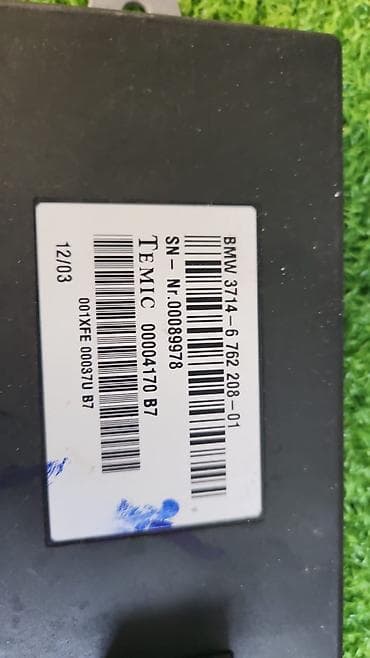 BMW 3714-6 762 208-01
SN- Nr.00089978
TEMIC 00004170 B7
001XFE 00037U B7
12/03